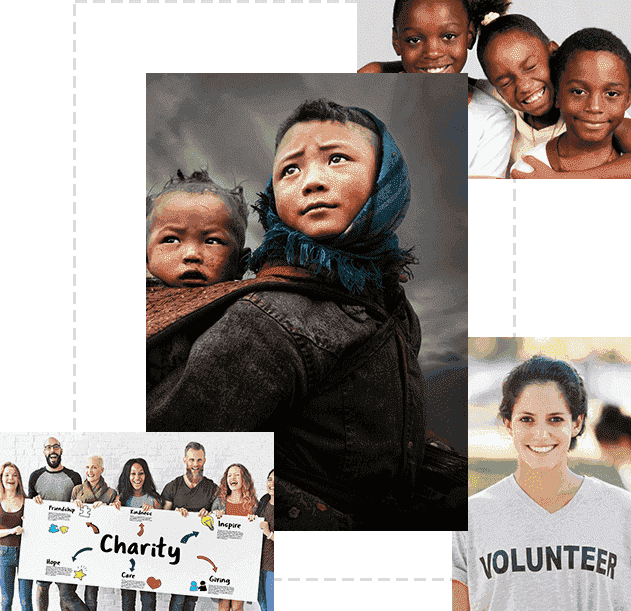 VOLUNTEER
Friendship
Kindness
Inspire
Charity
Hope
Care
Giving